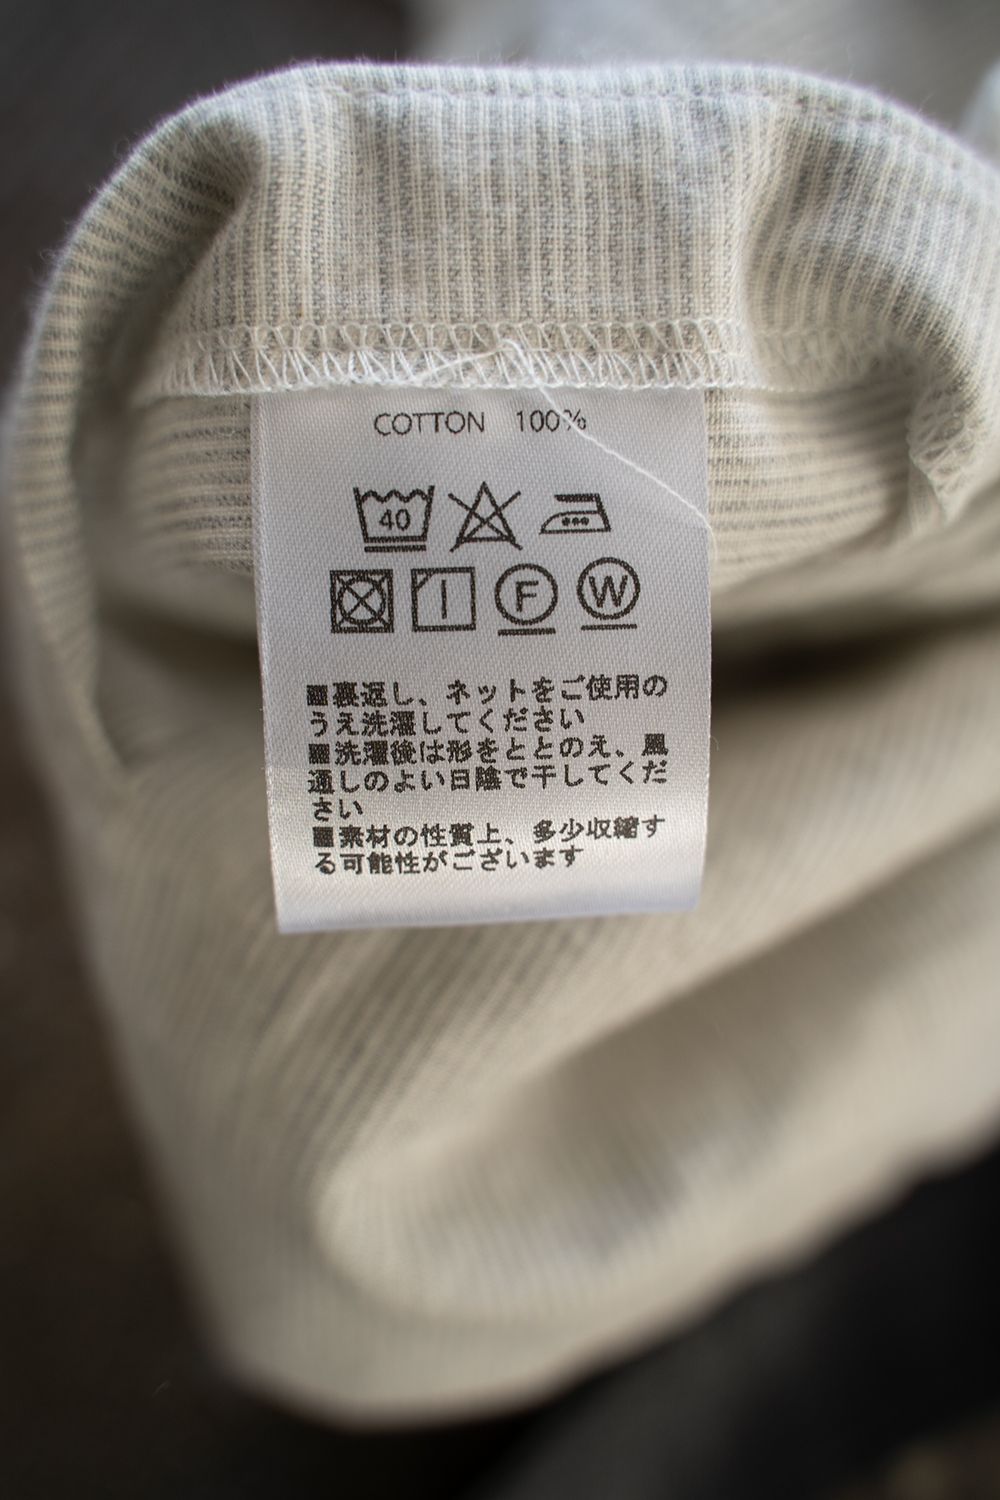 COTTON 100%
40
F W
■裏返し、ネットをご使用の
うえ洗濯してください
■洗濯後は形をととのえ、風
通しのよい日陰で干してくだ
さい
■素材の性質上、多少収縮す
る可能性がございます